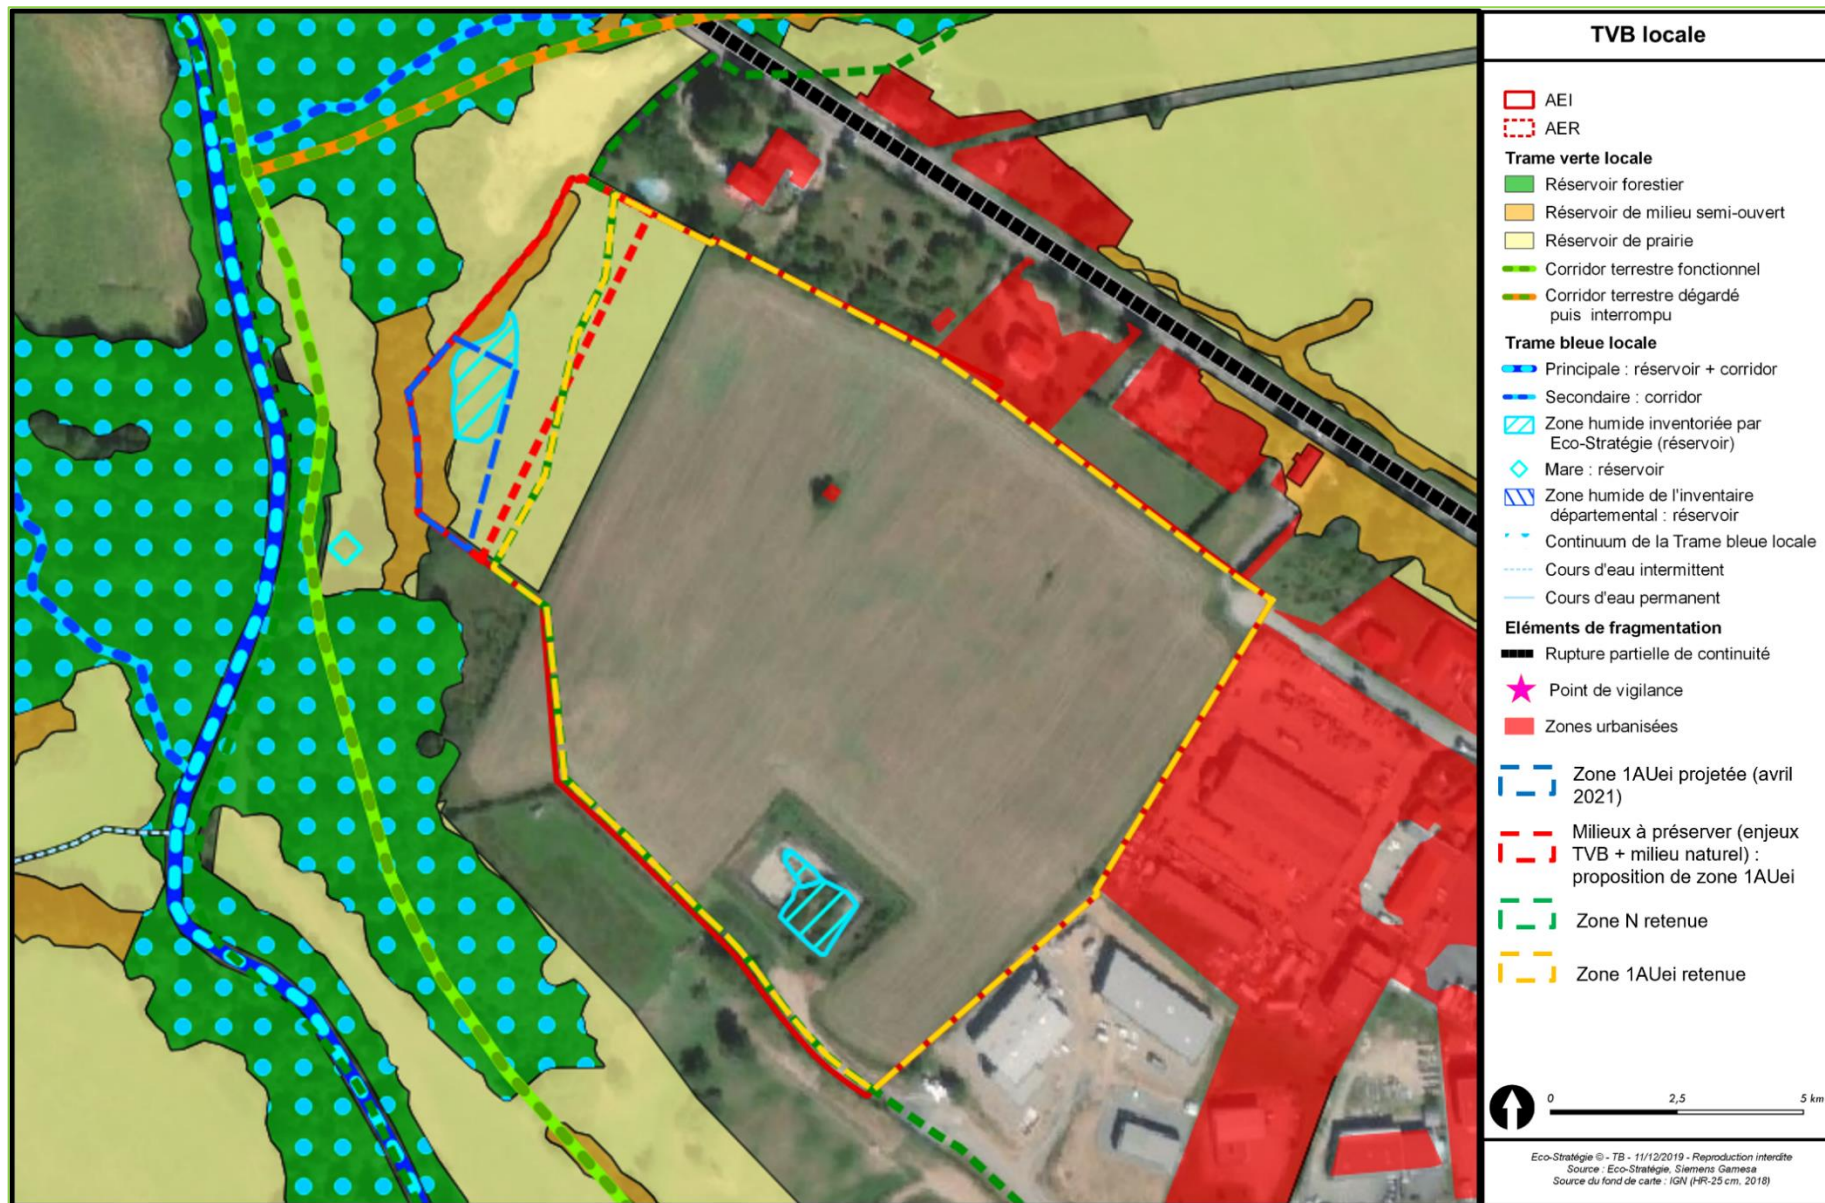 TVB locale
AEI
AER
Trame verte locale
Réservoir forestier
Réservoir de milieu semi-ouvert
Réservoir de prairie
Corridor terrestre fonctionnel
Corridor terrestre dégardé
puis interrompu
Trame bleue locale
Principale : réservoir + corridor
Secondaire : corridor
Zone humide inventoriée par
Eco-Stratégie (réservoir)
Mare : réservoir
Zone humide de l'inventaire
départemental : réservoir
Continuum de la Trame bleue locale
Cours d'eau intermittent
Cours d'eau permanent
Eléments de fragmentation
Rupture partielle de continuité
Point de vigilance
Zones urbanisées
Zone 1AUei projetée (avril
2021)
Milieux à préserver (enjeux
TVB + milieu naturel) :
proposition de zone 1AUei
Zone N retenue
Zone 1AUei retenue
0 2,5 5 km
Eco-Stratégie © - TB - 11/12/2019 - Reproduction interdite
Source : Eco-Stratégie, Siemens Gamesa
Source du fond de carte : IGN (HR-25 cm, 2018)